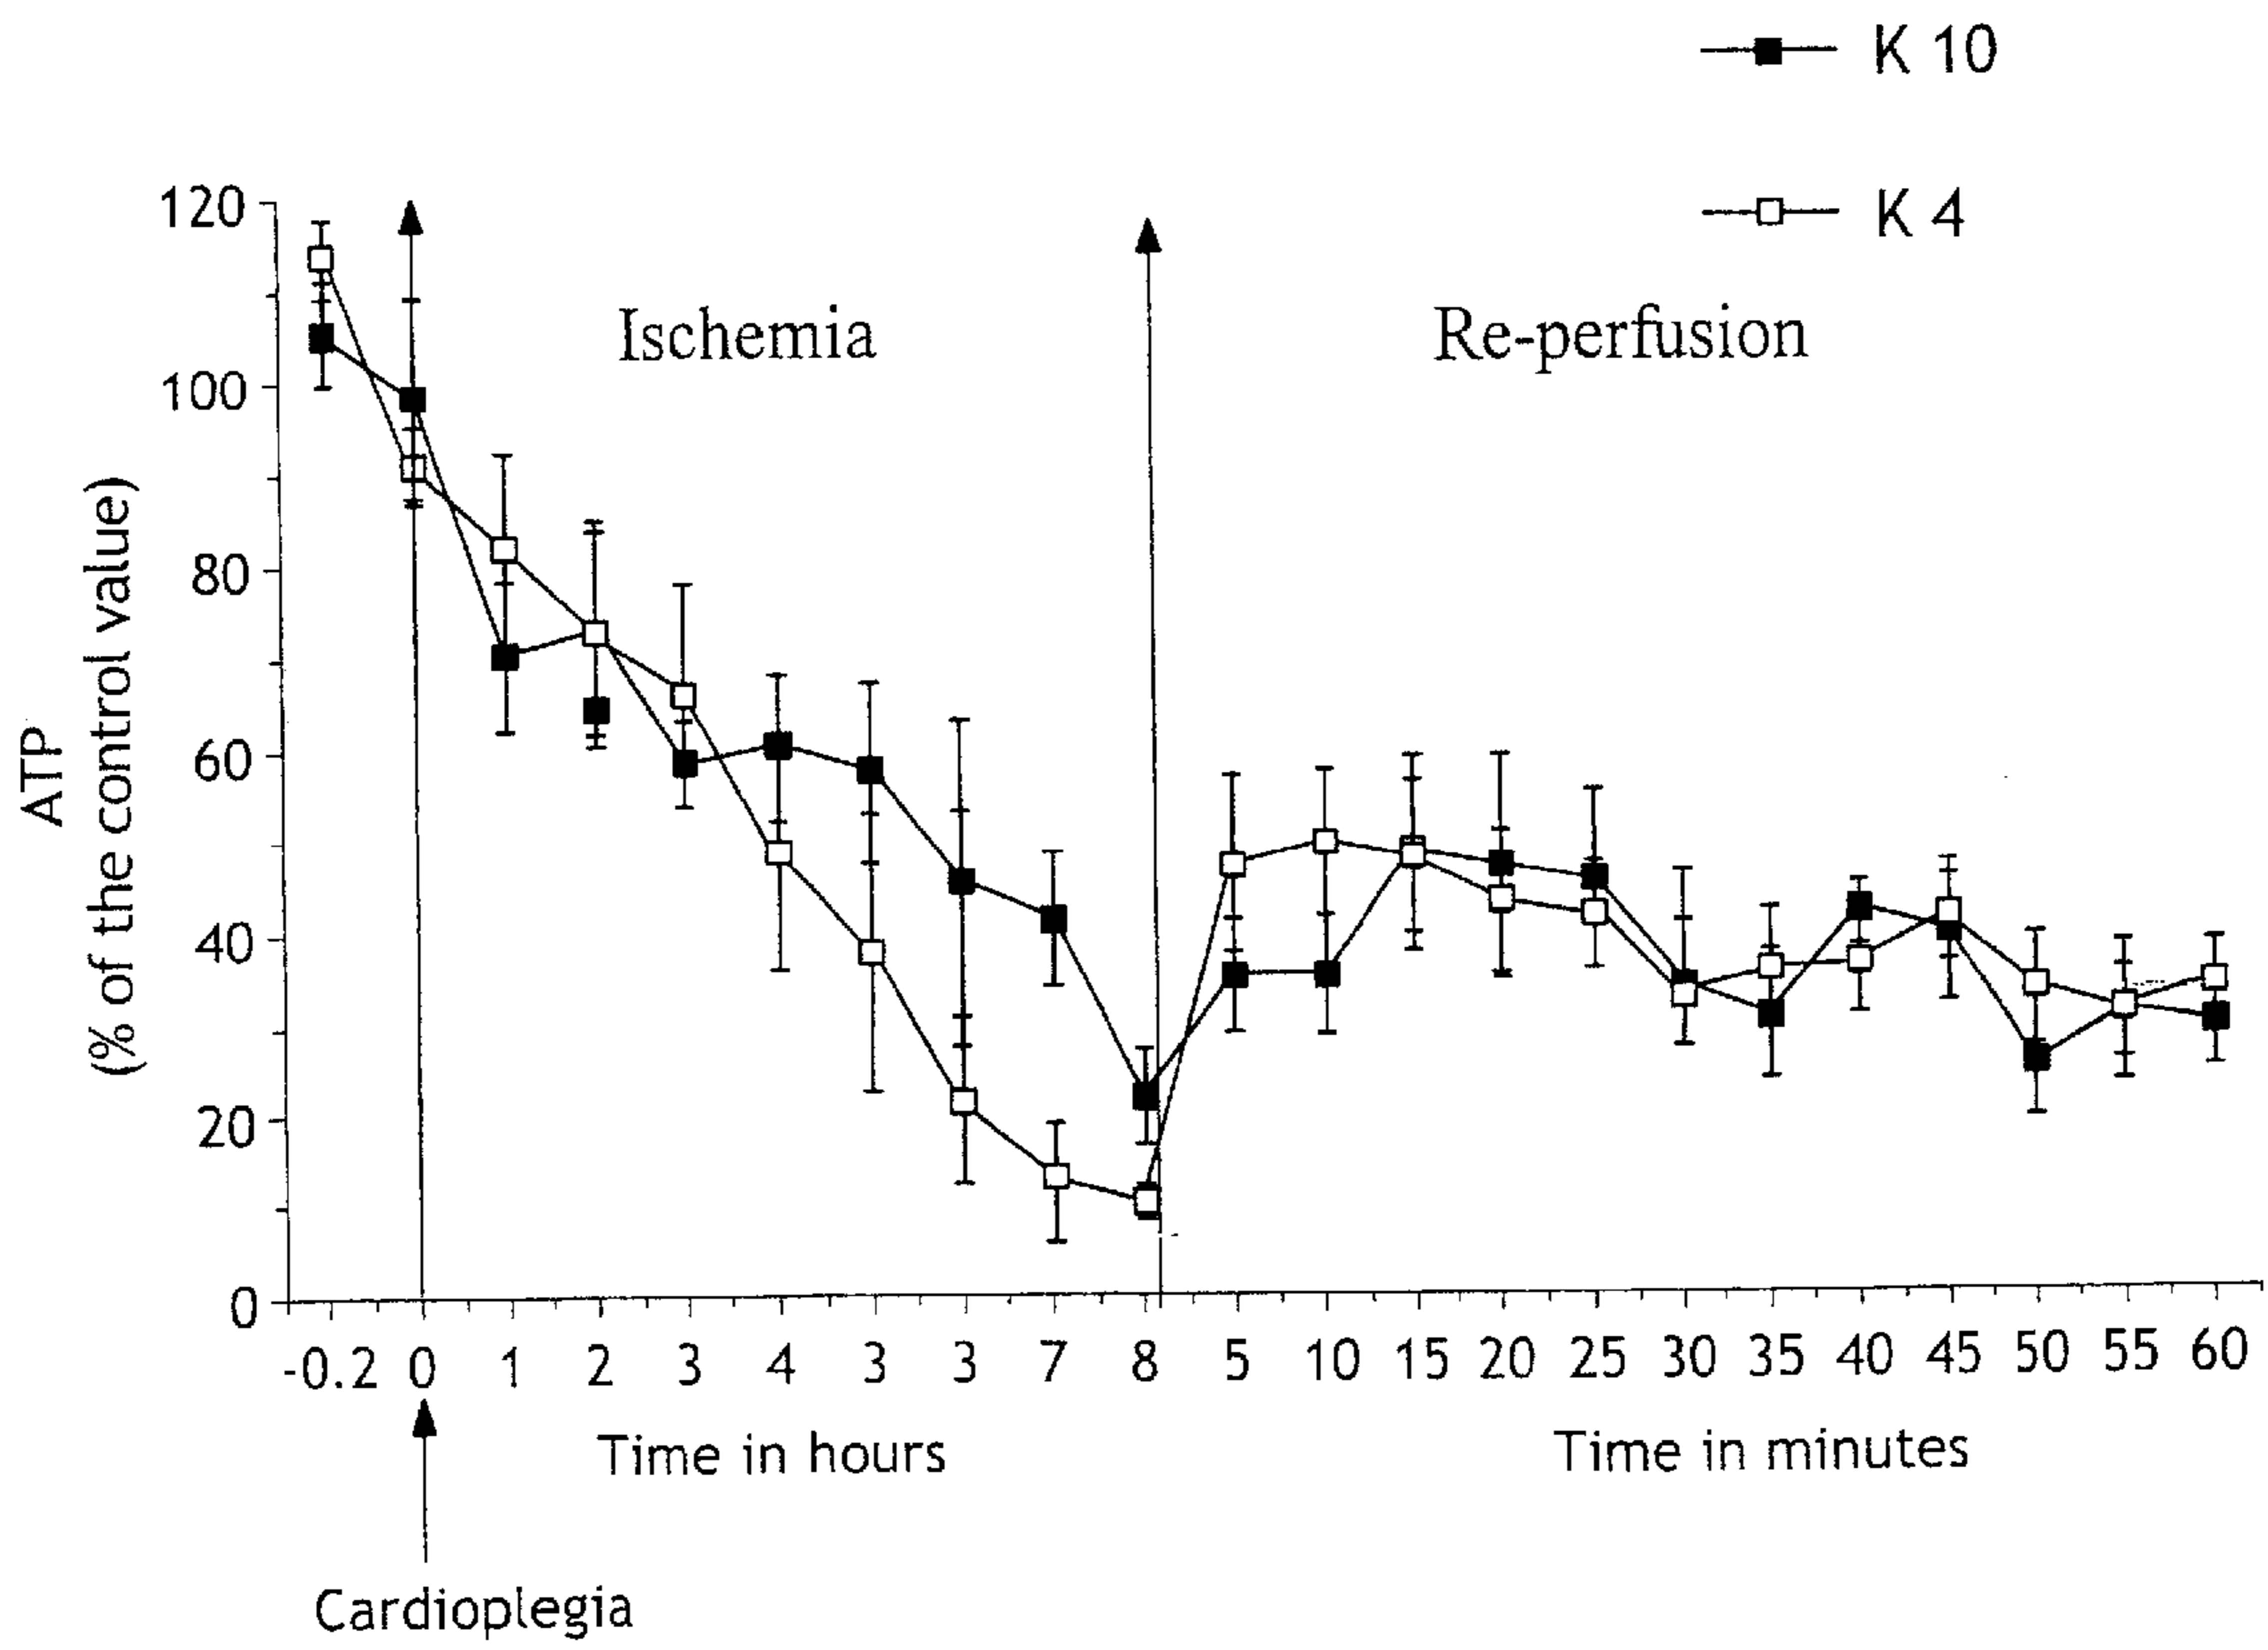 K 10
K 4
120
100
80
60
40
20
0
ATP
(% of the control value)
Ischemia
Re-perfusion
-0.2 0 1 2 3 4 3 3 7 8 5 10 15 20 25 30 35 40 45 50 55 60
Time in hours
Time in minutes
Cardioplegia